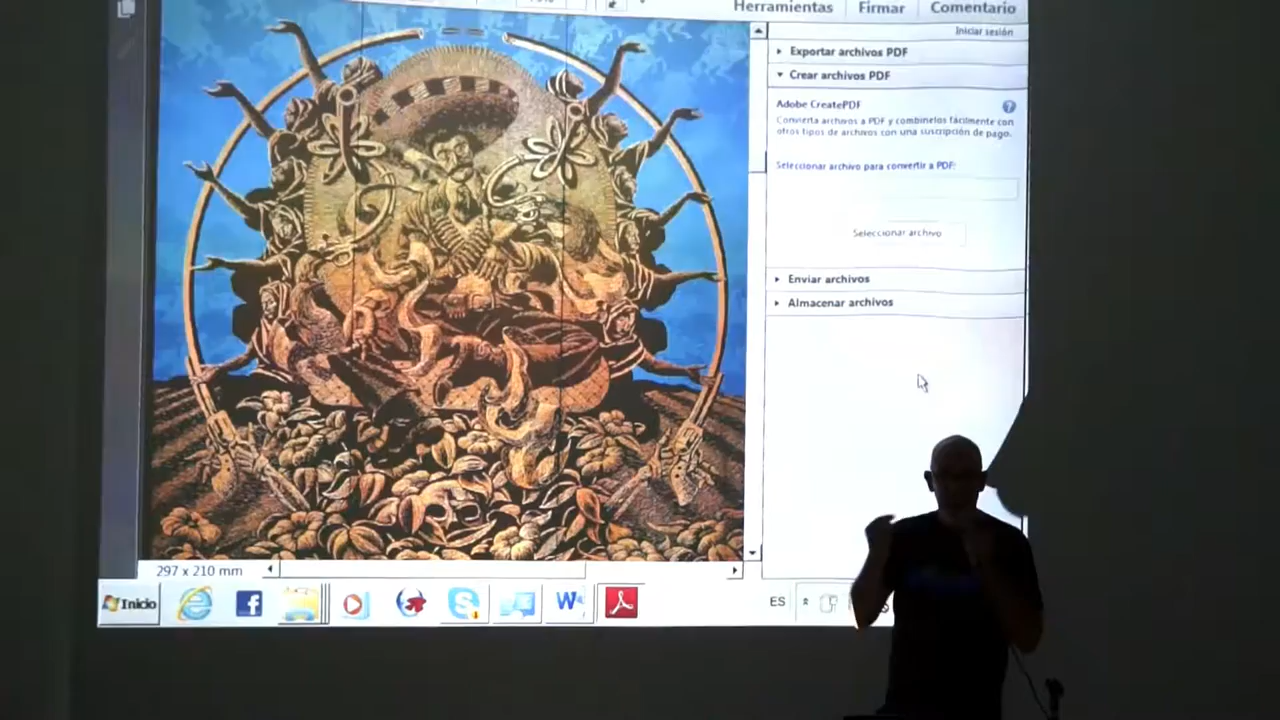 Herramientas Firmar Comentario
Iniciar sesión
Exportar archivos PDF
Crear archivos PDF
Adobe CreatePDF
Convierta archivos a PDF y combínelos fácilmente con
otros tipos de archivos con una suscripción de pago.
Seleccionar archivo para convertir a PDF:
Seleccionar archivo
Enviar archivos
Almacenar archivos
297 x 210 mm
Inicio
ES